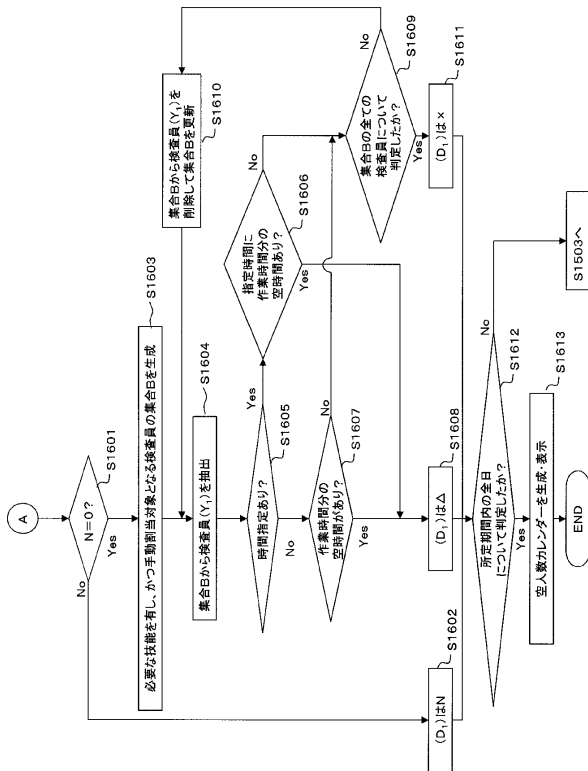 A
N=0?
S1601
No
Yes
必要な技能を有し、かつ手動割当対象となる検査員の集合Bを生成
S1603
集合Bから検査員(Y₁)を
削除して集合Bを更新
S1610
集合Bから検査員(Y₁)を抽出
S1604
時間指定あり?
S1605
Yes
No
指定時間に
作業時間分の
空時間あり?
S1606
No
Yes
作業時間分の
空時間があり?
S1607
No
Yes
集合Bの全ての
検査員について
判定したか?
S1609
No
Yes
(D₁)はN
S1602
(D₁)は△
S1608
(D₁)は×
S1611
所定期間内の全日
について判定したか?
S1612
No
Yes
S1503へ
空人数カレンダーを生成・表示
S1613
END